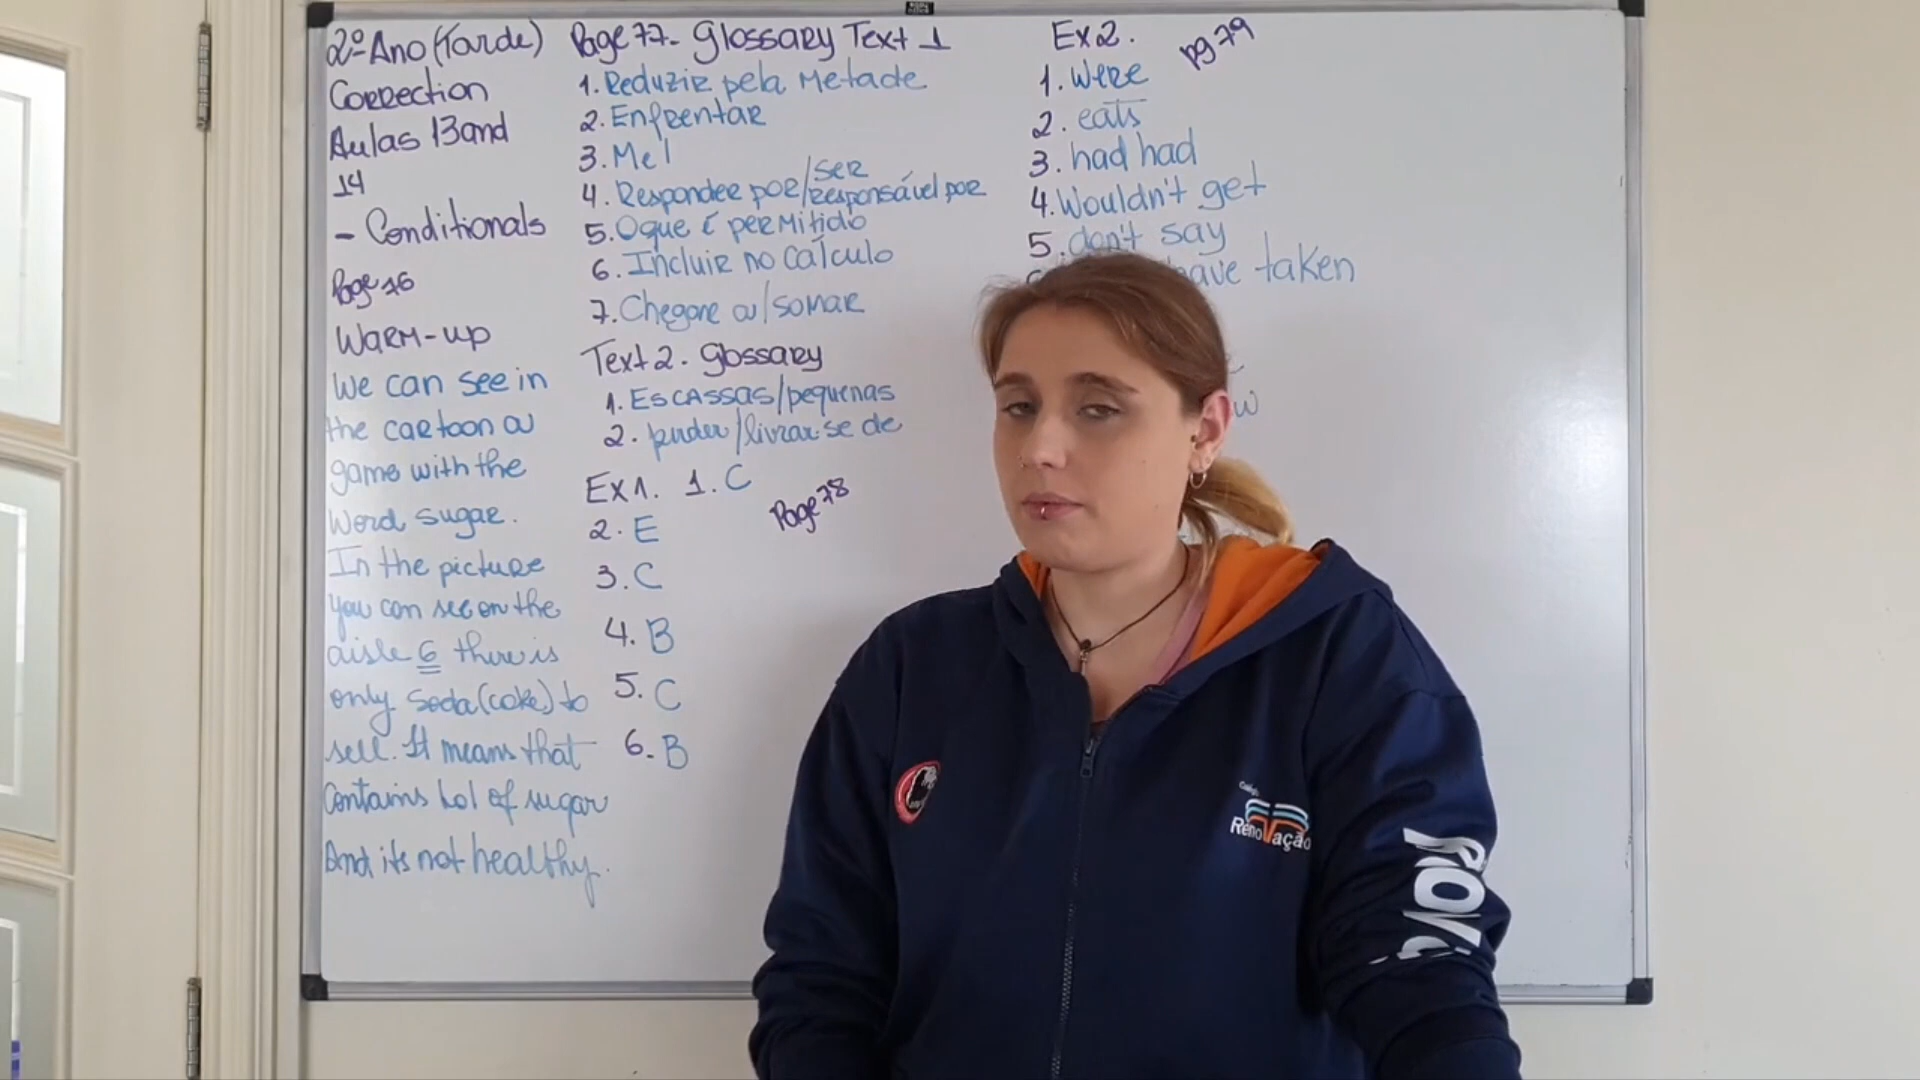 2º Ano (Tarde)
Correction
Aulas 13 and
14
- Conditionals
Page 76
Warm-up
We can see in
the cartoon a
game with the
Word sugar.
In the picture
you can see on the
aisle 6 there is
only soda (coke) to
sell. It means that
contains lot of sugar
And its not healthy.
Page 77- Glossary Text 1
1. Reduzir pela Metade
2. Enfrentar
3. Mel
4. Responder por/ser responsável por
5. Oque é permitido
6. Incluir no cálculo
7. Chegare a/somar
Text 2. Glossary
1. Escassas/pequenas
2. perder/livrar-se de
Ex 1. 1. C
Page 78
2. E
3. C
4. B
5. C
6. B
Ex 2. pg 79
1. Were
2. eats
3. had had
4. Wouldn't get
5. don't say
have taken
Renovação